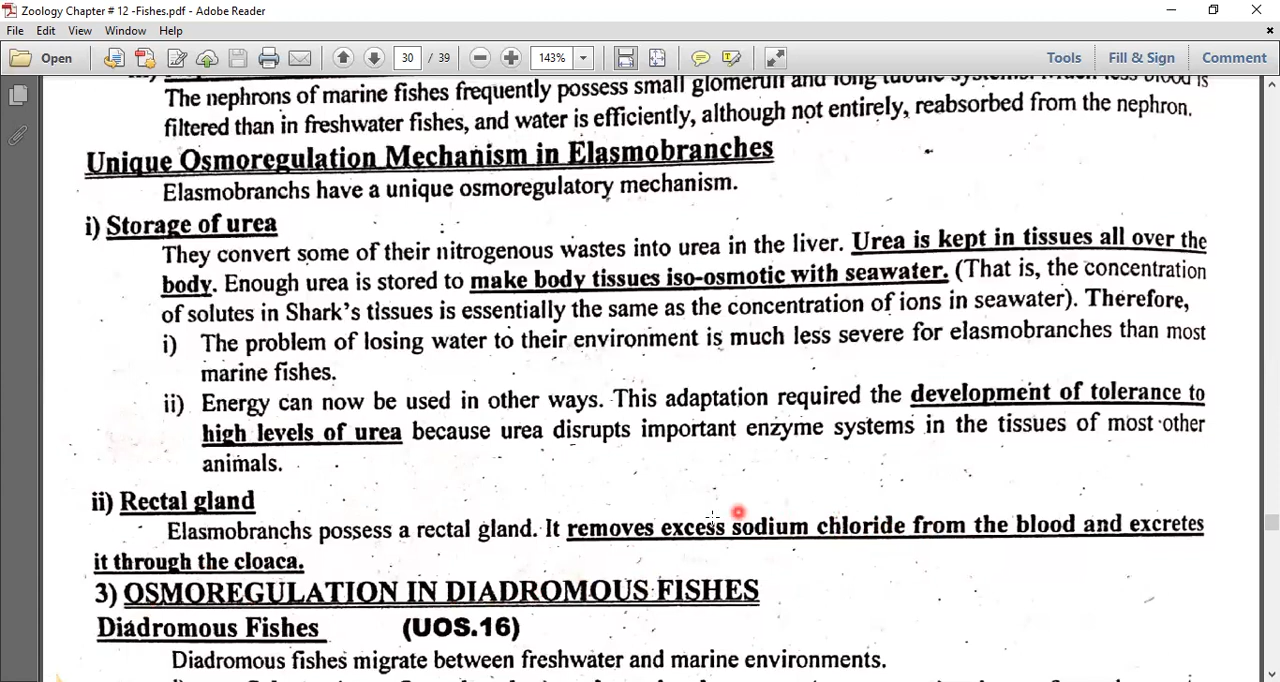 Zoology Chapter # 12 -Fishes.pdf - Adobe Reader
File Edit View Window Help
Open 30 / 39 143% Tools Fill & Sign Comment
The nephrons of marine fishes frequently possess small glomeruli and long tubule systems. Much less blood is
filtered than in freshwater fishes, and water is efficiently, although not entirely, reabsorbed from the nephron.
Unique Osmoregulation Mechanism in Elasmobranches
Elasmobranchs have a unique osmoregulatory mechanism.
i) Storage of urea
They convert some of their nitrogenous wastes into urea in the liver. Urea is kept in tissues all over the
body. Enough urea is stored to make body tissues iso-osmotic with seawater. (That is, the concentration
of solutes in Shark's tissues is essentially the same as the concentration of ions in seawater). Therefore,
i) The problem of losing water to their environment is much less severe for elasmobranches than most
marine fishes.
ii) Energy can now be used in other ways. This adaptation required the development of tolerance to
high levels of urea because urea disrupts important enzyme systems in the tissues of most other
animals.
ii) Rectal gland
Elasmobranchs possess a rectal gland. It removes excess sodium chloride from the blood and excretes
it through the cloaca.
3) OSMOREGULATION IN DIADROMOUS FISHES
Diadromous Fishes (UOS.16)
Diadromous fishes migrate between freshwater and marine environments.